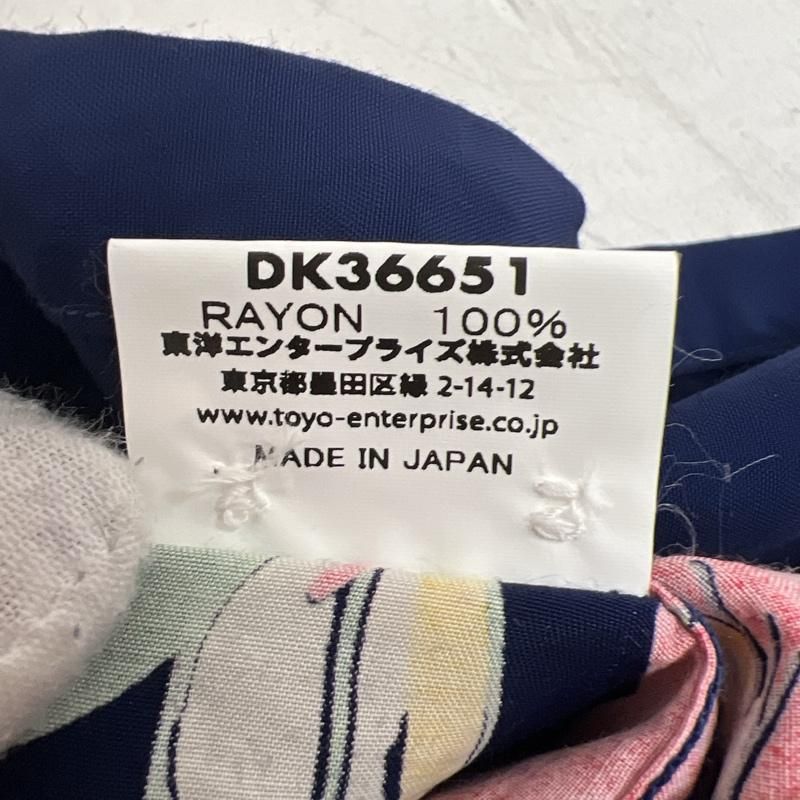 DK36651
RAYON 100%
東洋エンタープライズ株式会社
東京都墨田区緑 2-14-12
www.toyo-enterprise.co.jp
MADE IN JAPAN